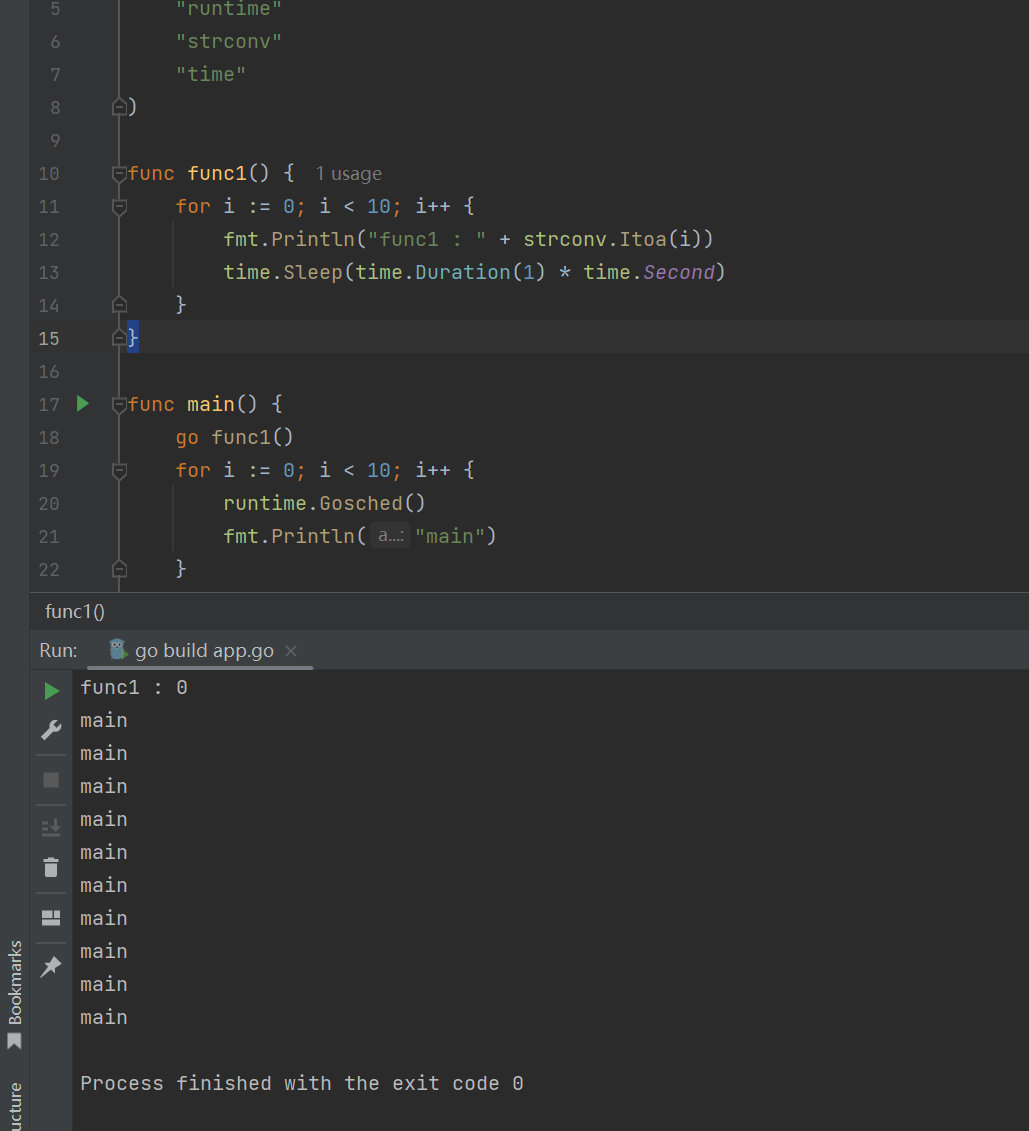 5 "runtime"
6 "strconv"
7 "time"
8 )
9
10 func func1() { 1 usage
11 for i := 0; i < 10; i++ {
12 fmt.Println("func1 : " + strconv.Itoa(i))
13 time.Sleep(time.Duration(1) * time.Second)
14 }
15 }
16
17 func main() {
18 go func1()
19 for i := 0; i < 10; i++ {
20 runtime.Gosched()
21 fmt.Println( a...: "main")
22 }
func1()
Run: go build app.go
func1 : 0
main
main
main
main
main
main
main
main
main
main
Process finished with the exit code 0
Bookmarks
ucture